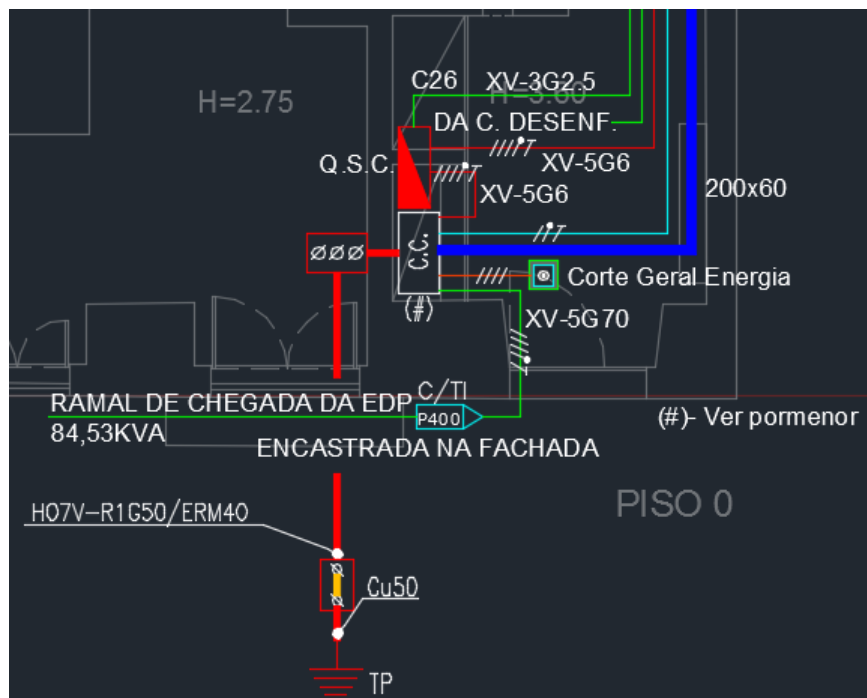 C26 XV-3G2.5
H=2.75
H=3.60
DA C. DESENF.
Q.S.C.
XV-5G6
XV-5G6
200x60
C.C.
Corte Geral Energia
(#)
XV-5G70
C/TI
RAMAL DE CHEGADA DA EDP
P400
(#)- Ver pormenor
84,53KVA
ENCASTRADA NA FACHADA
PISO 0
H07V-R1G50/ERM40
Cu50
TP